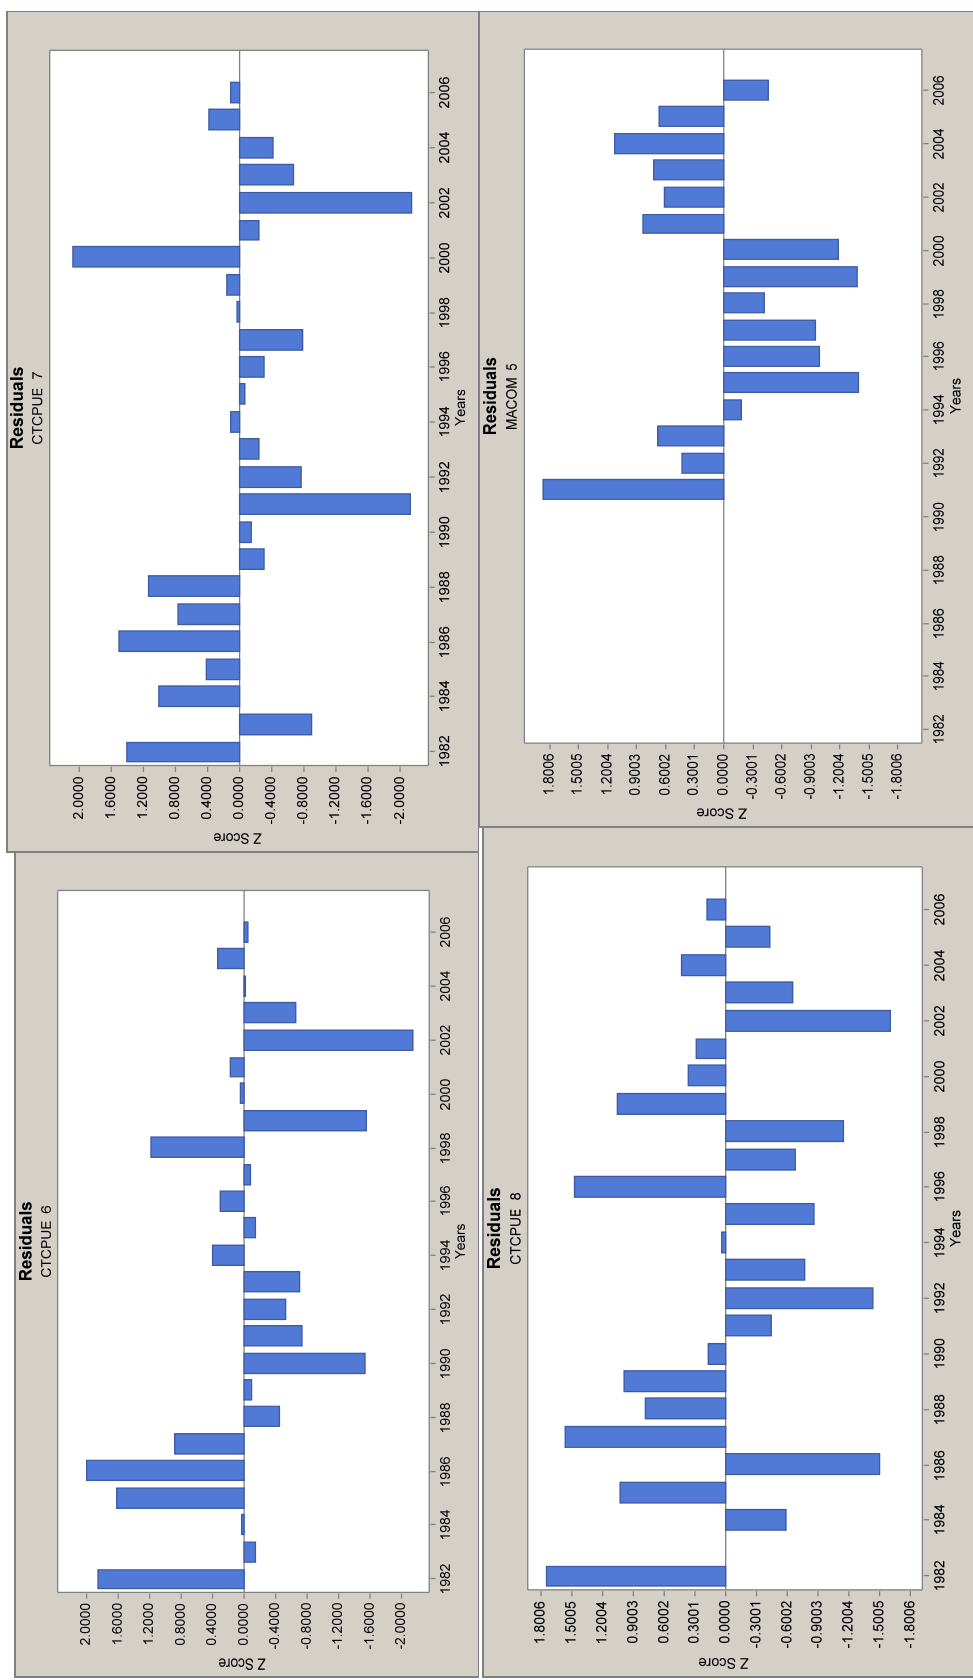 Residuals
CTCPUE 6
Z Score
2.0000
1.6000
1.2000
0.8000
0.4000
0.0000
-0.4000
-0.8000
-1.2000
-1.6000
-2.0000
1982 1984 1986 1988 1990 1992 1994 1996 1998 2000 2002 2004 2006
Years
Residuals
CTCPUE 7
Z Score
2.0000
1.6000
1.2000
0.8000
0.4000
0.0000
-0.4000
-0.8000
-1.2000
-1.6000
-2.0000
1982 1984 1986 1988 1990 1992 1994 1996 1998 2000 2002 2004 2006
Years
Residuals
CTCPUE 8
Z Score
1.8006
1.5005
1.2004
0.9003
0.6002
0.3001
0.0000
-0.3001
-0.6002
-0.9003
-1.2004
-1.5005
-1.8006
1982 1984 1986 1988 1990 1992 1994 1996 1998 2000 2002 2004 2006
Years
Residuals
MACOM 5
Z Score
1.8006
1.5005
1.2004
0.9003
0.6002
0.3001
0.0000
-0.3001
-0.6002
-0.9003
-1.2004
-1.5005
-1.8006
1982 1984 1986 1988 1990 1992 1994 1996 1998 2000 2002 2004 2006
Years